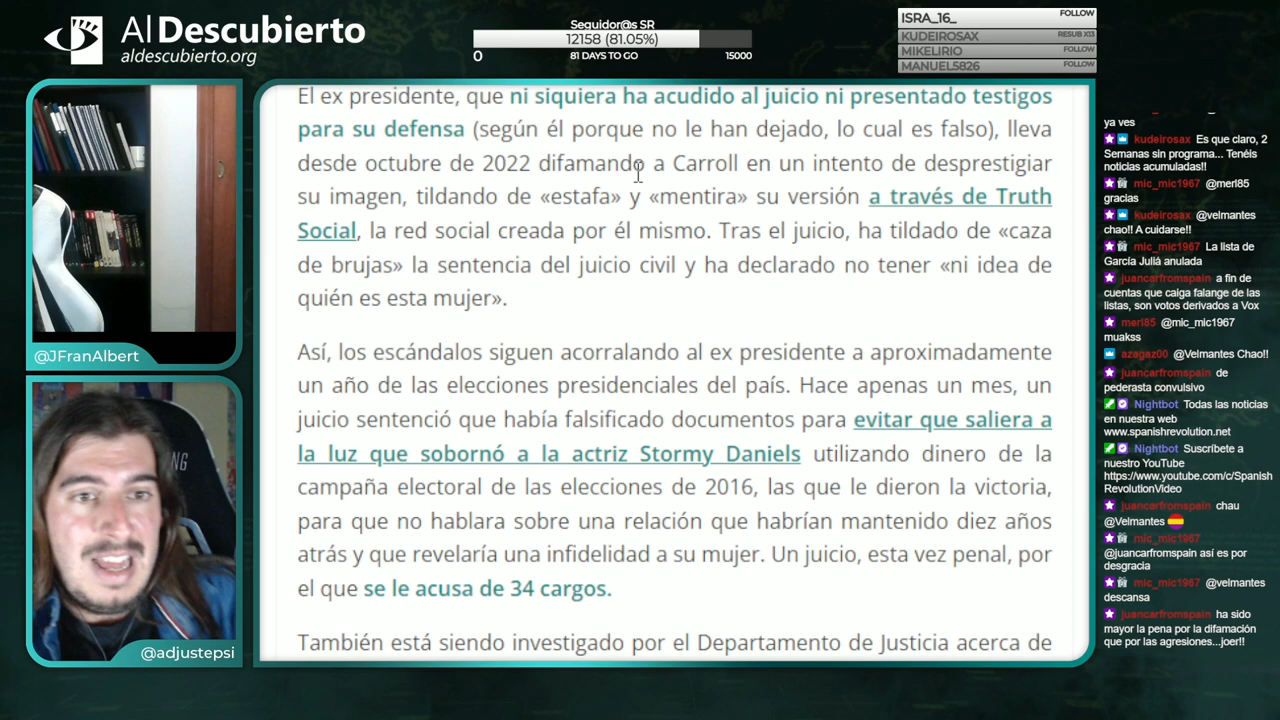 Al Descubierto
aldescubierto.org
Seguidor@s SR
12158 (81.05%)
0
81 DAYS TO GO
15000
ISRA_16_ FOLLOW
KUDEIROSAX RESUB X13
MIKELIRIO FOLLOW
MANUEL5826 FOLLOW
El ex presidente, que ni siquiera ha acudido al juicio ni presentado testigos
para su defensa (según él porque no le han dejado, lo cual es falso), lleva
desde octubre de 2022 difamando a Carroll en un intento de desprestigiar
su imagen, tildando de «estafa» y «mentira» su versión a través de Truth
Social, la red social creada por él mismo. Tras el juicio, ha tildado de «caza
de brujas» la sentencia del juicio civil y ha declarado no tener «ni idea de
quién es esta mujer».
Así, los escándalos siguen acorralando al ex presidente a aproximadamente
un año de las elecciones presidenciales del país. Hace apenas un mes, un
juicio sentenció que había falsificado documentos para evitar que saliera a
la luz que sobornó a la actriz Stormy Daniels utilizando dinero de la
campaña electoral de las elecciones de 2016, las que le dieron la victoria,
para que no hablara sobre una relación que habrían mantenido diez años
atrás y que revelaría una infidelidad a su mujer. Un juicio, esta vez penal, por
el que se le acusa de 34 cargos.
También está siendo investigado por el Departamento de Justicia acerca de
@JFranAlbert
NG
@adjustepsi
ya ves
kudeirosax Es que claro, 2
Semanas sin programa... Tenéis
noticias acumuladas!!
mic_mic1967 @merl85
gracias
kudeirosax @velmantes
chao!! A cuidarse!!
mic_mic1967 La lista de
García Juliá anulada
juancarfromspain a fin de
cuentas que caiga falange de las
listas, son votos derivados a Vox
merl85 @mic_mic1967
muakss
azagaz00 @Velmantes Chao!!
juancarfromspain de
pederasta convulsivo
Nightbot Todas las noticias
en nuestra web
www.spanishrevolution.net
Nightbot Suscríbete a
nuestro YouTube
https://www.youtube.com/c/Spanish
RevolutionVideo
juancarfromspain chau
@Velmantes
mic_mic1967
@juancarfromspain así es por
desgracia
mic_mic1967 @velmantes
descansa
juancarfromspain ha sido
mayor la pena por la difamación
que por las agresiones...joer!!